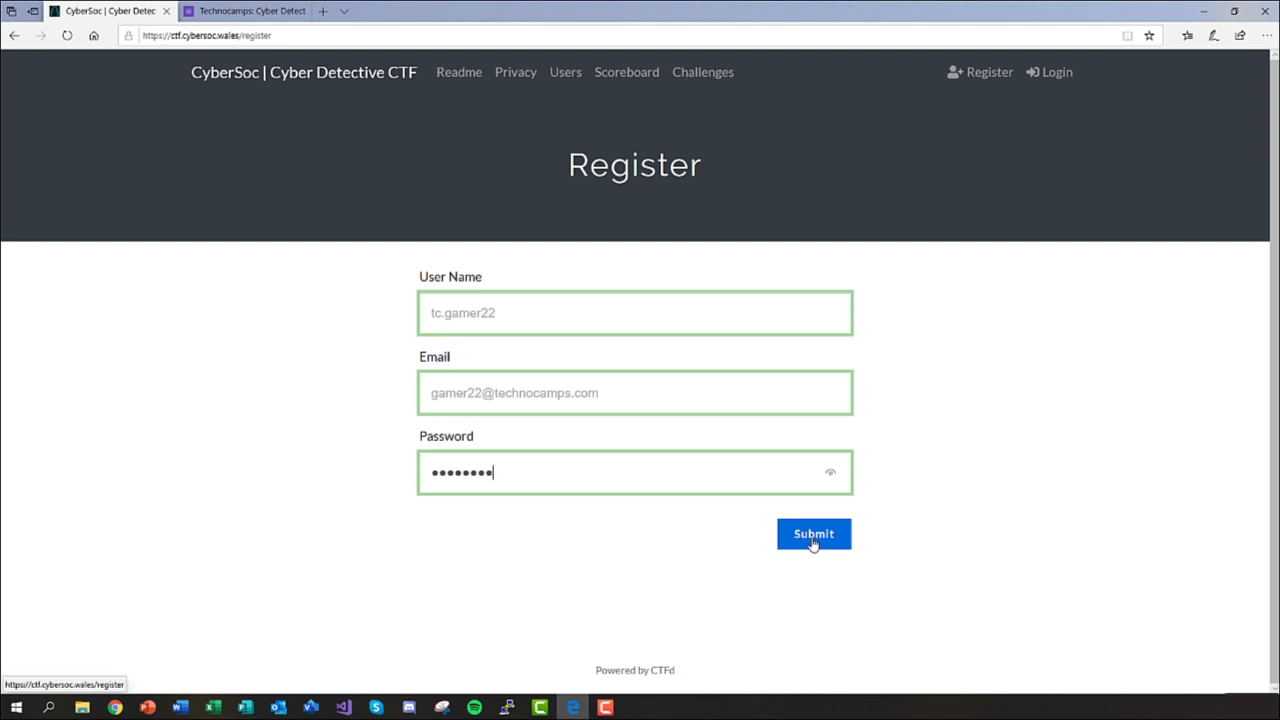 CyberSoc | Cyber Detec
Technocamps: Cyber Detect
https://ctf.cybersoc.wales/register
CyberSoc | Cyber Detective CTF Readme Privacy Users Scoreboard Challenges Register Login
Register
User Name
tc.gamer22
Email
gamer22@technocamps.com
Password
Submit
Powered by CTFd
https://ctf.cybersoc.wales/register